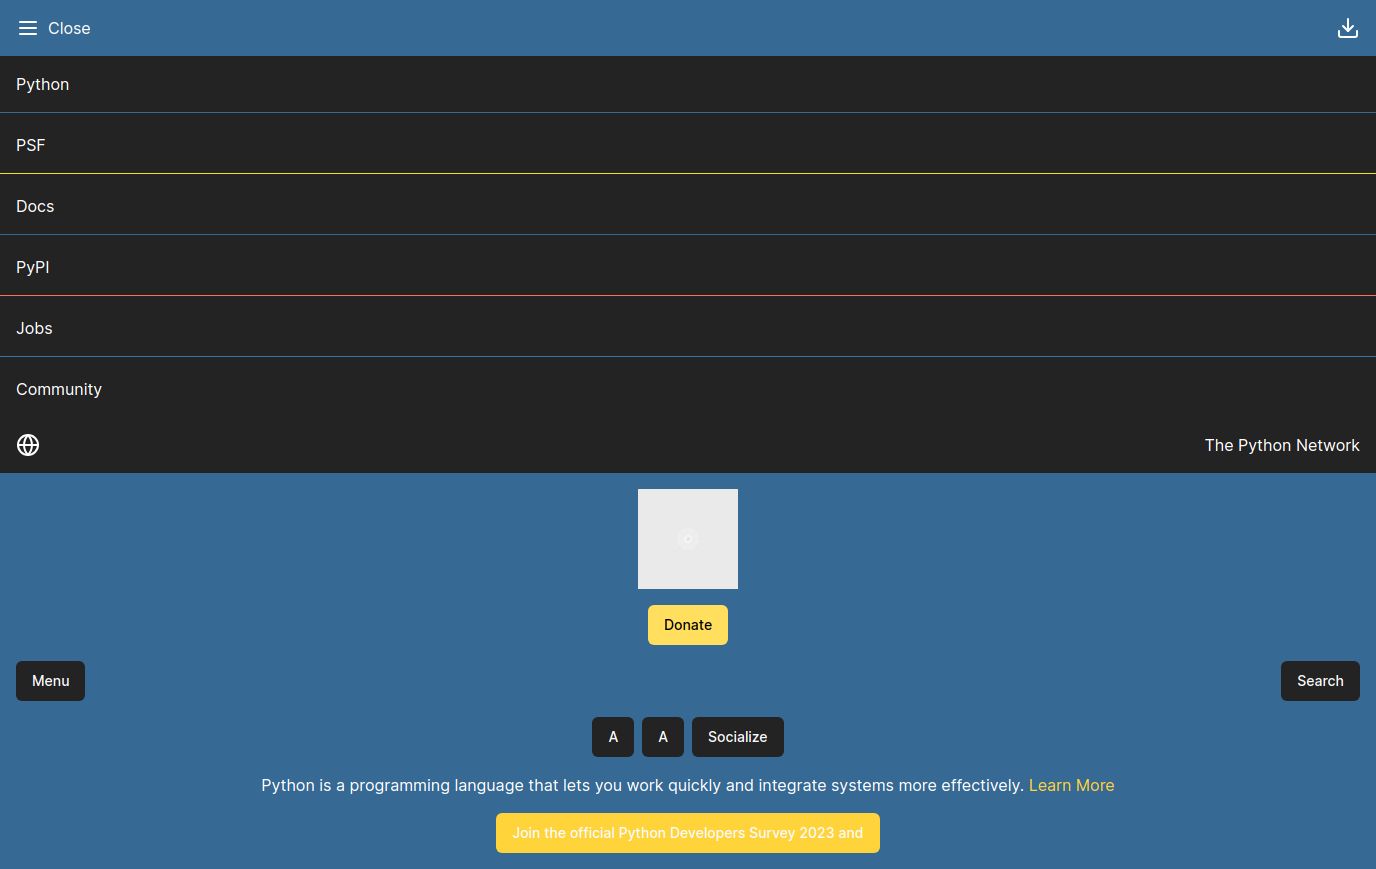 Close
Python
PSF
Docs
PyPI
Jobs
Community
The Python Network
Donate
Menu
Search
A
A
Socialize
Python is a programming language that lets you work quickly and integrate systems more effectively. Learn More
Join the official Python Developers Survey 2023 and